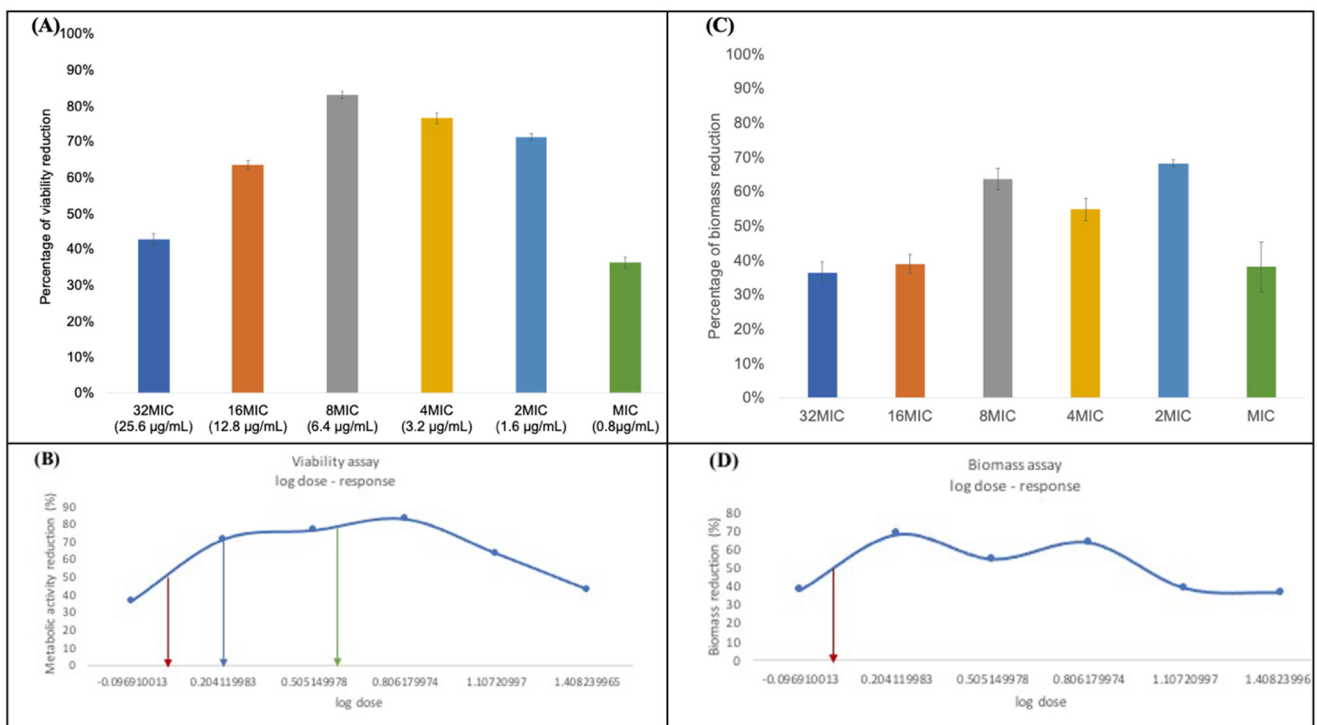 (A)
100%
90%
80%
70%
60%
50%
40%
30%
20%
10%
0%
Percentage of viability reduction
32MIC 16MIC 8MIC 4MIC 2MIC MIC
(25.6 µg/mL) (12.8 µg/mL) (6.4 µg/mL) (3.2 µg/mL) (1.6 µg/mL) (0.8µg/mL)
(C)
100%
90%
80%
70%
60%
50%
40%
30%
20%
10%
0%
Percentage of biomass reduction
32MIC 16MIC 8MIC 4MIC 2MIC MIC
(B)
Viability assay
log dose - response
Metabolic activity reduction (%)
90
80
70
60
50
40
30
20
10
0
-0.096910013 0.204119983 0.505149978 0.806179974 1.10720997 1.408239965
log dose
(D)
Biomass assay
log dose - response
Biomass reduction (%)
80
70
60
50
40
30
20
10
0
-0.096910013 0.204119983 0.505149978 0.806179974 1.10720997 1.40823996
log dose